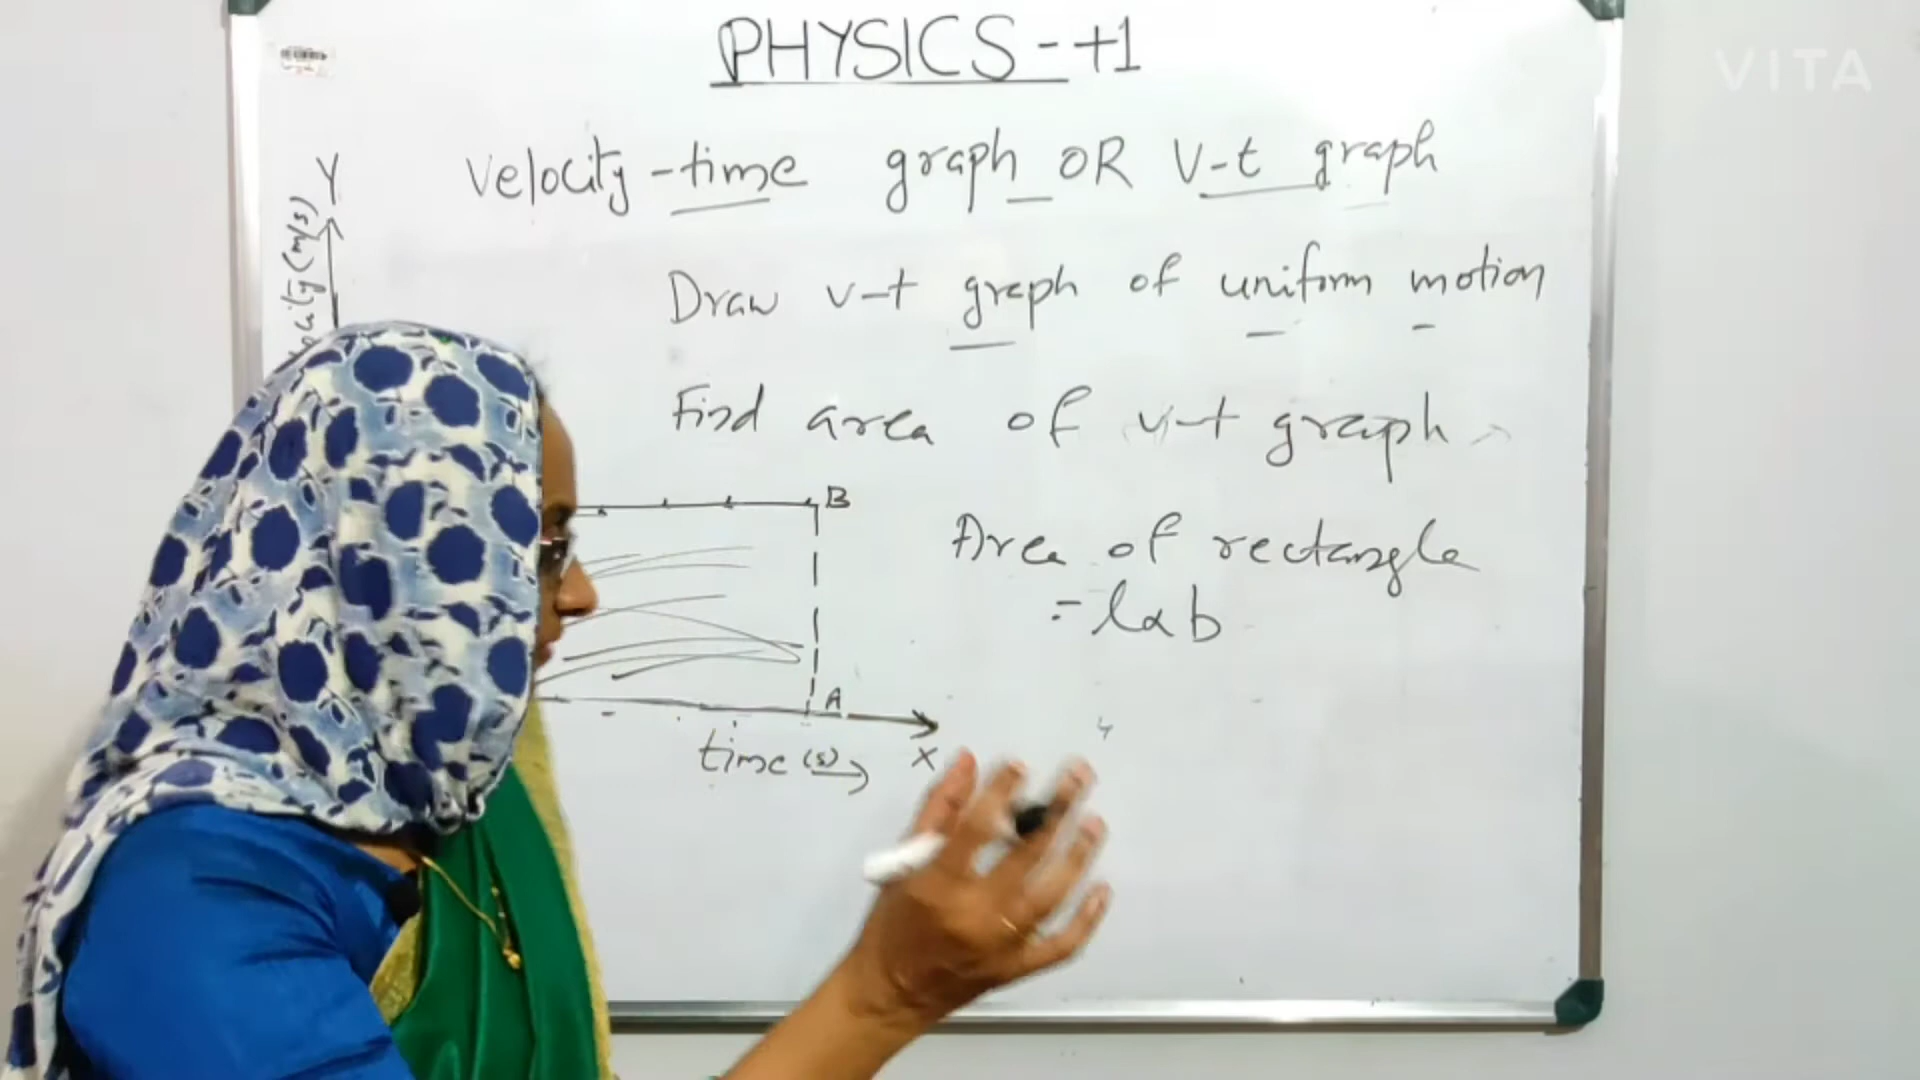 PHYSICS-+1
VITA
Velocity-time graph OR V-t graph
Y
(m/s)
Draw v-t graph of uniform motion
Find area of v-t graph
B
Area of rectangle
= l x b
A
time (s)
X